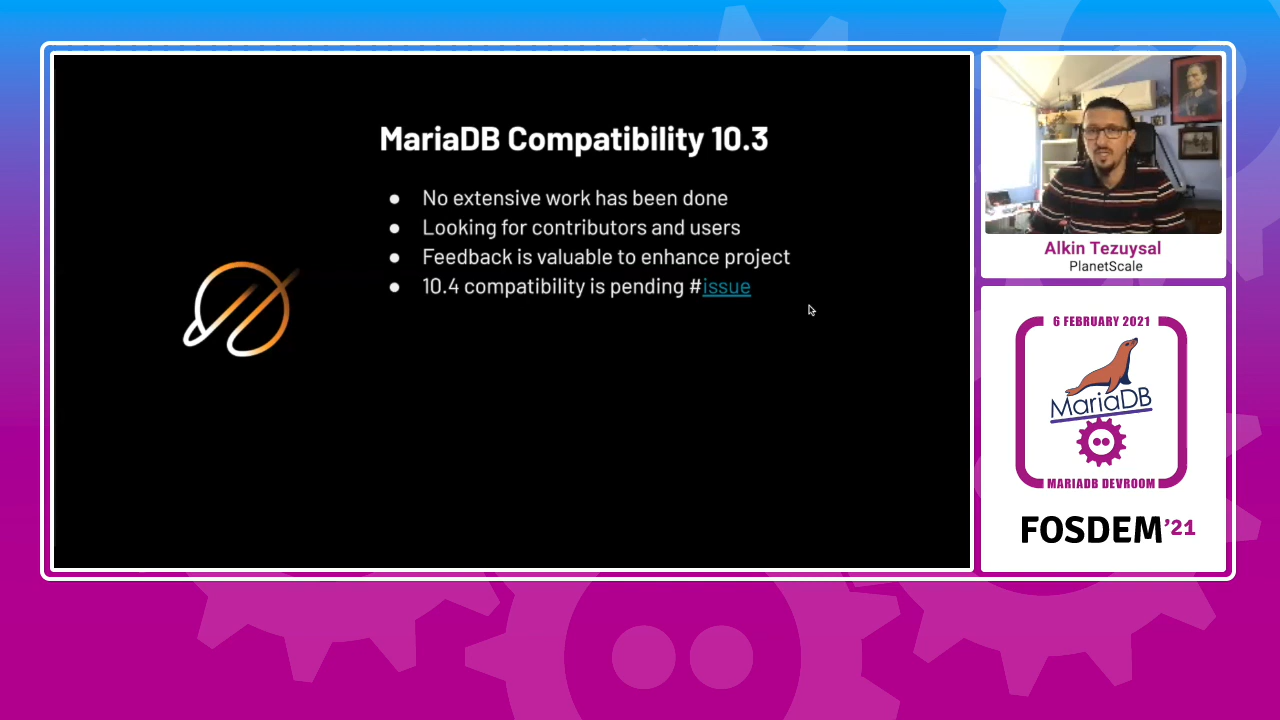 MariaDB Compatibility 10.3
● No extensive work has been done
● Looking for contributors and users
● Feedback is valuable to enhance project
● 10.4 compatibility is pending #issue
Alkin Tezuysal
PlanetScale
6 FEBRUARY 2021
MariaDB
MARIADB DEVROOM
FOSDEM'21